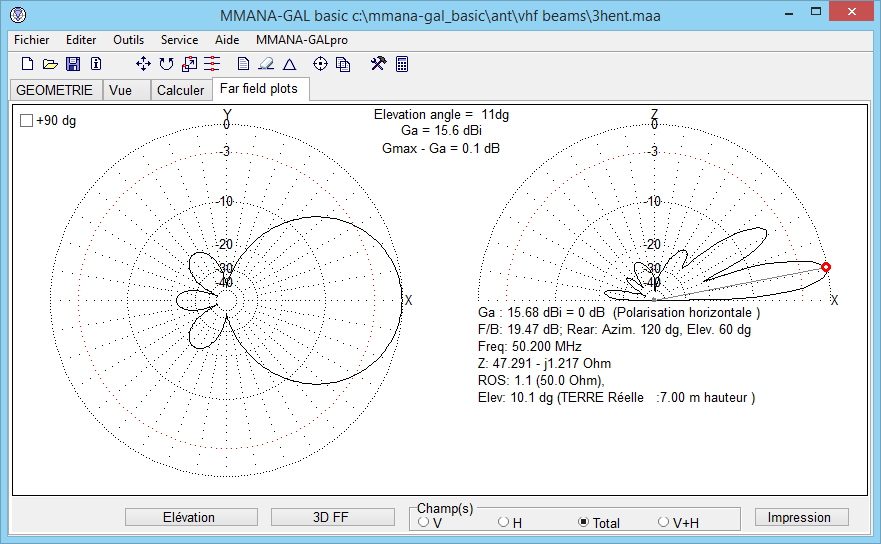 MMANA-GAL basic c:\mmana-gal_basic\ant\vhf beams\3hent.maa
Fichier Editer Outils Service Aide MMANA-GALpro
GEOMETRIE Vue Calculer Far field plots
+90 dg
Elevation angle = 11dg
Ga = 15.6 dBi
Gmax - Ga = 0.1 dB
Y
0
-3
-10
-20
-30
-40
X
Z
0
-3
-10
-20
-30
-40
X
Ga : 15.68 dBi = 0 dB (Polarisation horizontale )
F/B: 19.47 dB; Rear: Azim. 120 dg, Elev. 60 dg
Freq: 50.200 MHz
Z: 47.291 - j1.217 Ohm
ROS: 1.1 (50.0 Ohm),
Elev: 10.1 dg (TERRE Réelle :7.00 m hauteur )
Elévation
3D FF
Champ(s)
V H Total V+H
Impression